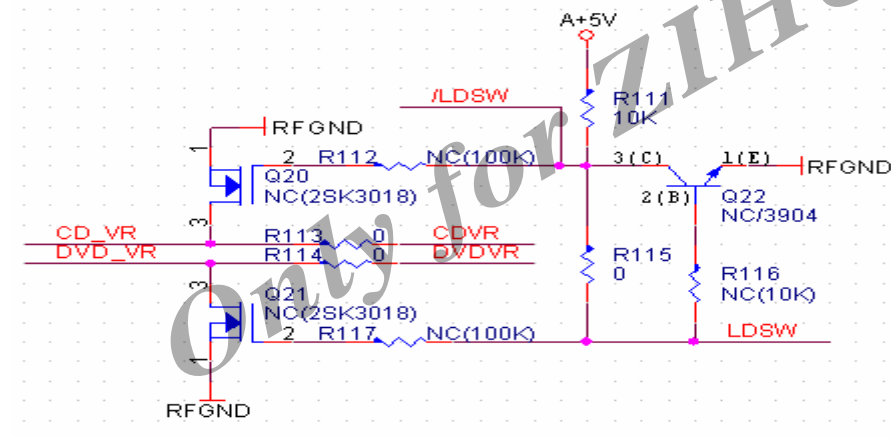 A+5V
/LDSW
R111
10K
RFGND
1
2 R112 NC(100K)
3(C) 1(E)
RFGND
Q20
NC(2SK3018)
2(B) Q22
NC/3904
3
CD_VR R113 0 CDVR
DVD_VR R114 0 DVDVR
R115
0
R116
NC(10K)
3
Q21
NC(2SK3018)
2 R117 NC(100K)
LDSW
1
RFGND
Only for ZIH